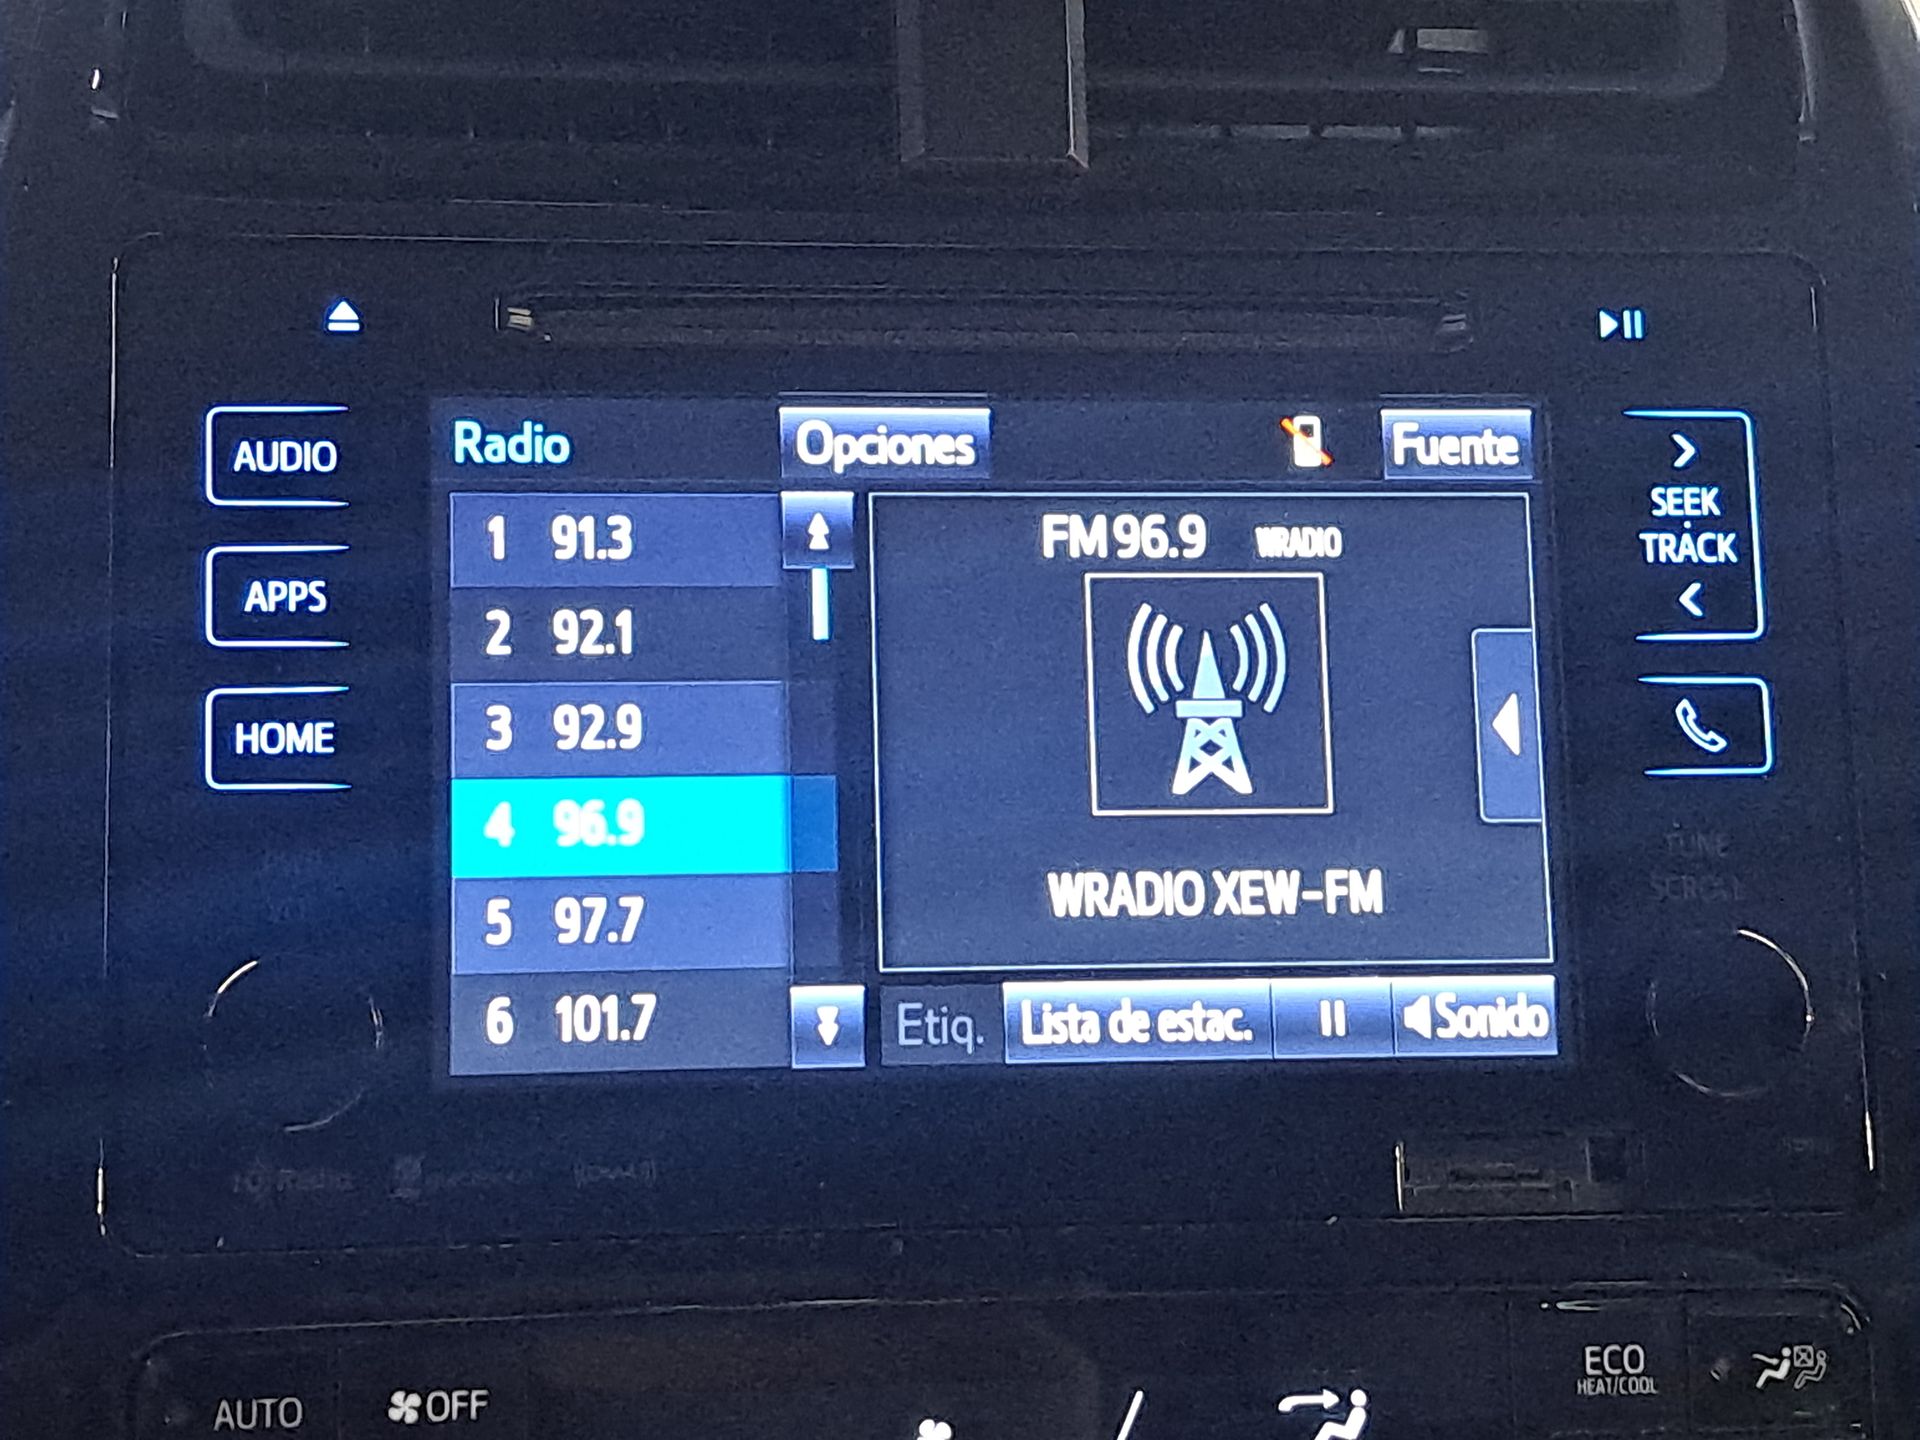 AUDIO
APPS
HOME
Radio
Opciones
Fuente
1 91.3
2 92.1
3 92.9
4 96.9
5 97.7
6 101.7
FM 96.9 WRADIO
WRADIO XEW-FM
Etiq.
Lista de estac.
Sonido
SEEK
TRACK
TUNE
SCROLL
AUTO
OFF
ECO
HEAT/COOL